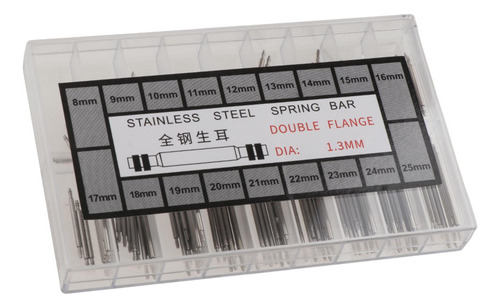 8mm 9mm 10mm 11mm 12mm 13mm 14mm 15mm 16mm
STAINLESS STEEL SPRING BAR
全钢生耳
DOUBLE FLANGE
DIA: 1.3MM
17mm 18mm 19mm 20mm 21mm 22mm 23mm 24mm 25mm